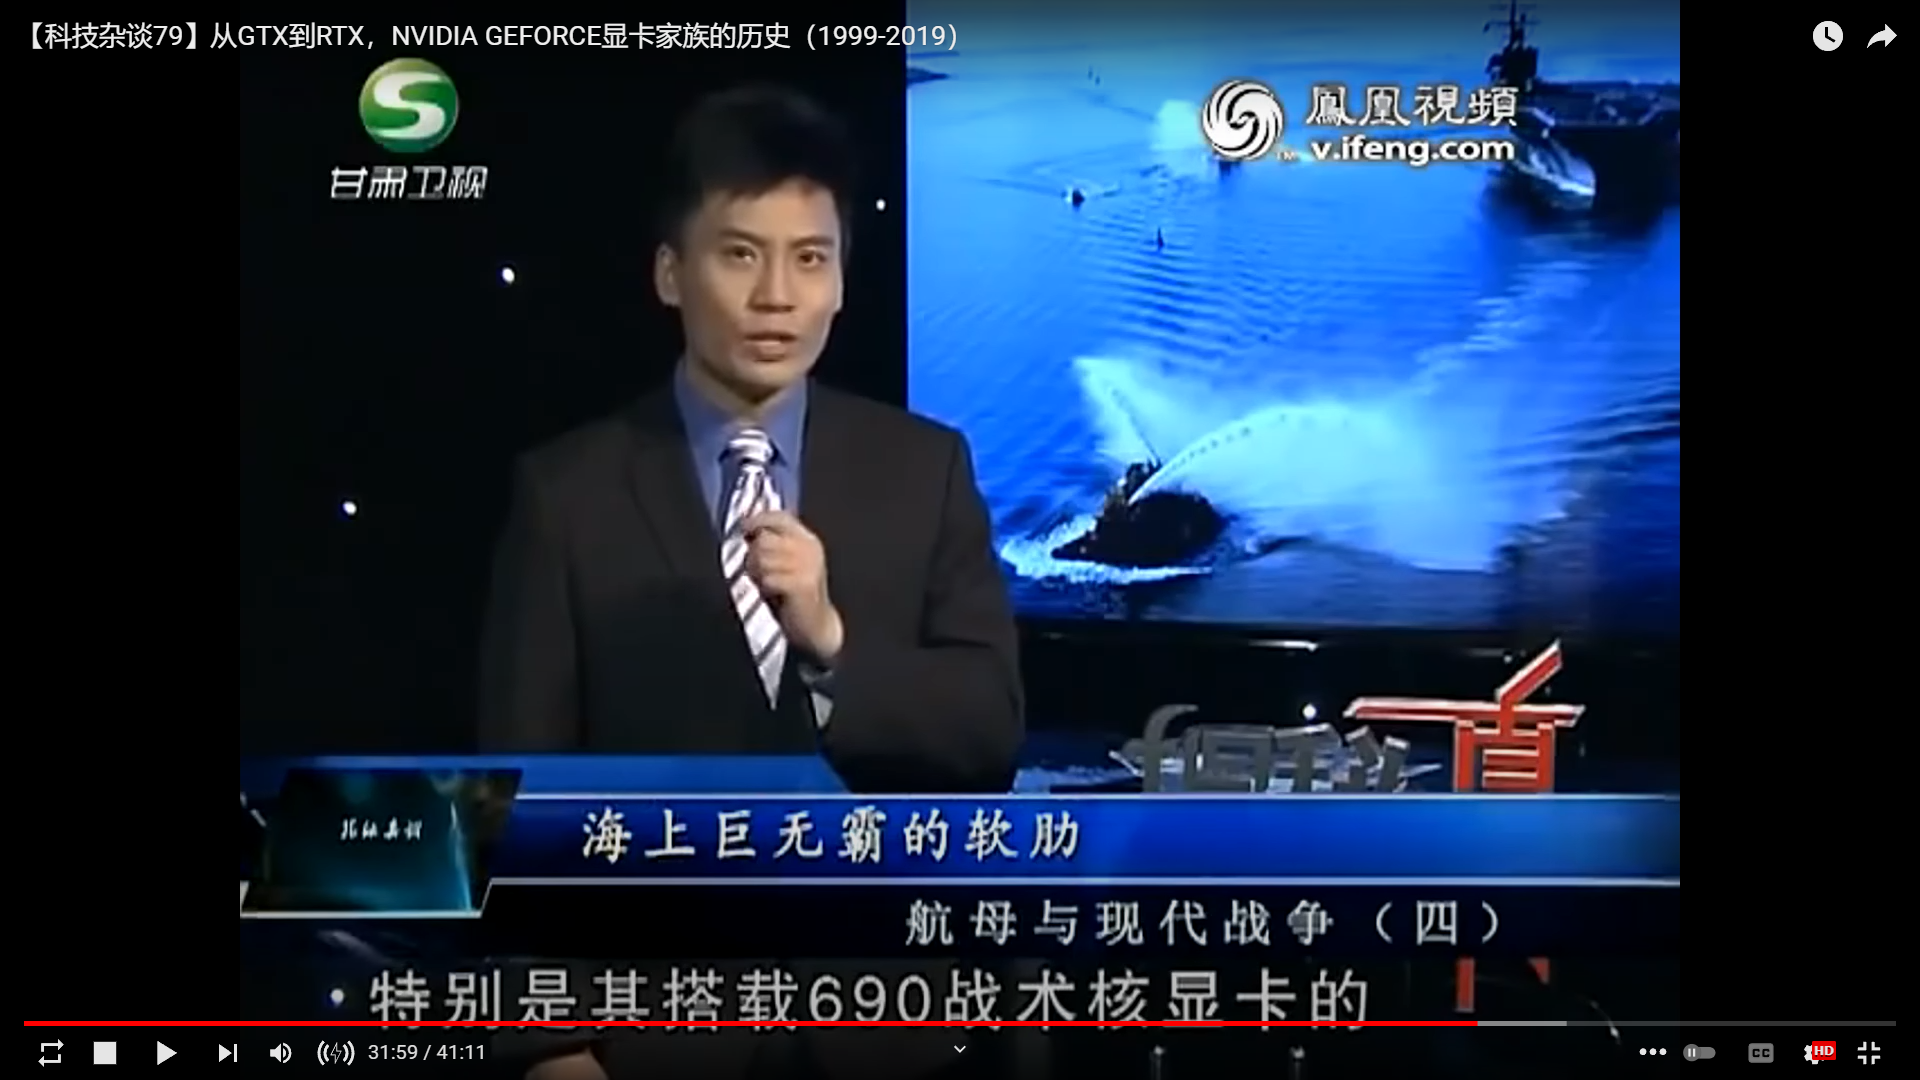 【科技杂谈79】从GTX到RTX，NVIDIA GEFORCE显卡家族的历史（1999-2019）
甘肃卫视
鳳凰視頻
TM v.ifeng.com
海上巨无霸的软肋
航母与现代战争（四）
特别是其搭载690战术核显卡的
31:59 / 41:11
CC
HD